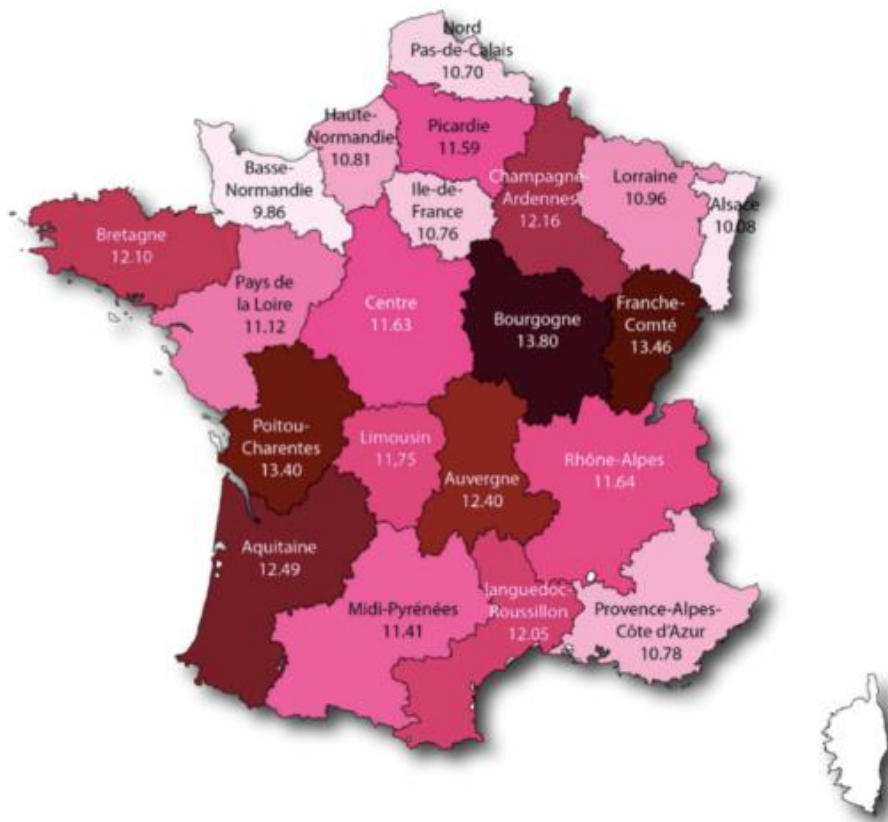 Nord
Pas-de-Calais
10.70
Haute-
Normandie
10.81
Picardie
11.59
Basse-
Normandie
9.86
Ile-de-
France
10.76
Champagne-
Ardennest
12.16
Lorraine
10.96
Alsace
10.08
Bretagne
12.10
Pays de
la Loire
11.12
Centre
11.63
Bourgogne
13.80
Franche-
Comté
13.46
Poitou-
Charentes
13.40
Limousin
11,75
Auvergne
12.40
Rhône-Alpes
11.64
Aquitaine
12.49
Midi-Pyrénées
11.41
Languedoc-
Roussillon
12.05
Provence-Alpes-
Côte d'Azur
10.78